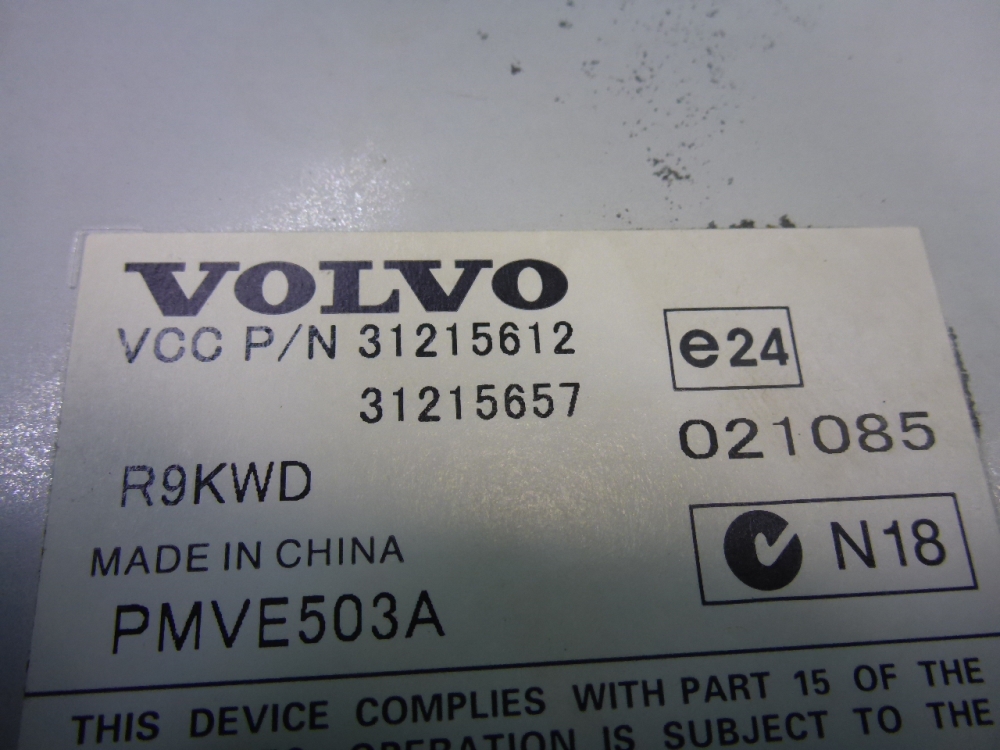 VOLVO
VCC P/N 31215612
31215657
e24
021085
R9KWD
N18
MADE IN CHINA
PMVE503A
THIS DEVICE COMPLIES WITH PART 15 OF THE
OPERATION IS SUBJECT TO THE